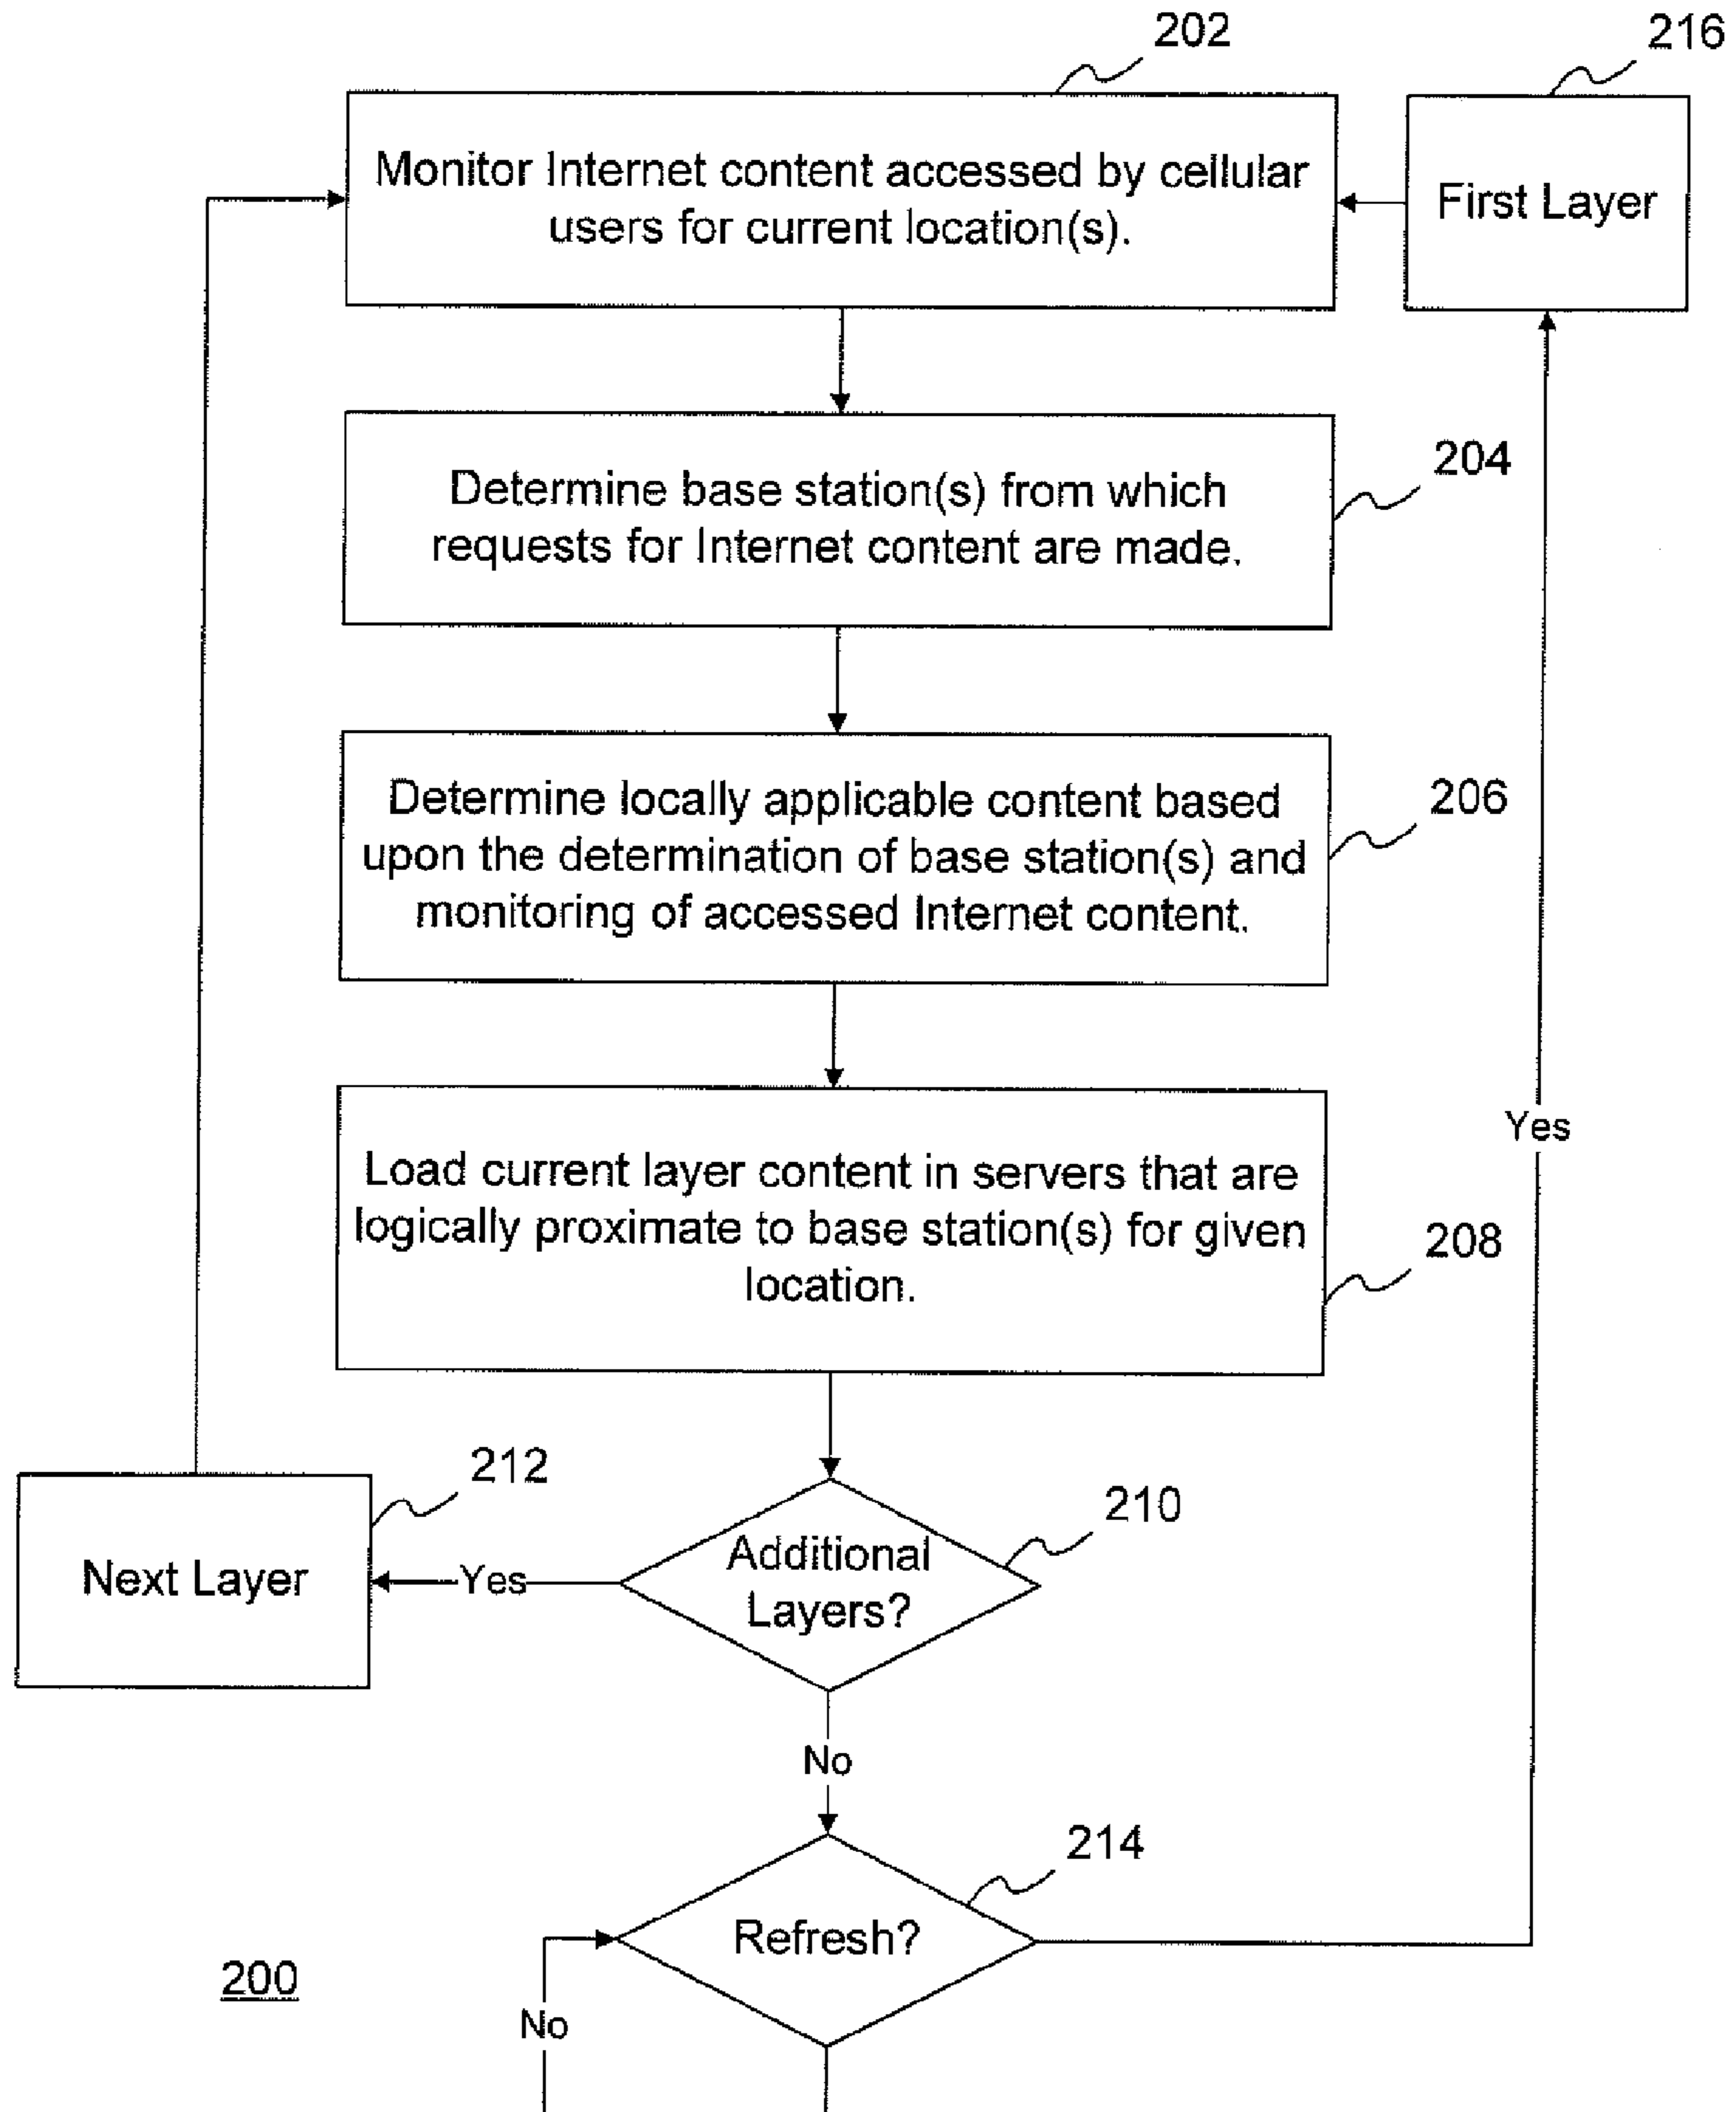 202
216
Monitor Internet content accessed by cellular
users for current location(s).
First Layer
204
Determine base station(s) from which
requests for Internet content are made.
206
Determine locally applicable content based
upon the determination of base station(s) and
monitoring of accessed Internet content.
Yes
Load current layer content in servers that are
logically proximate to base station(s) for given
location.
208
212
210
Next Layer
Yes
Additional
Layers?
No
214
Refresh?
200
No